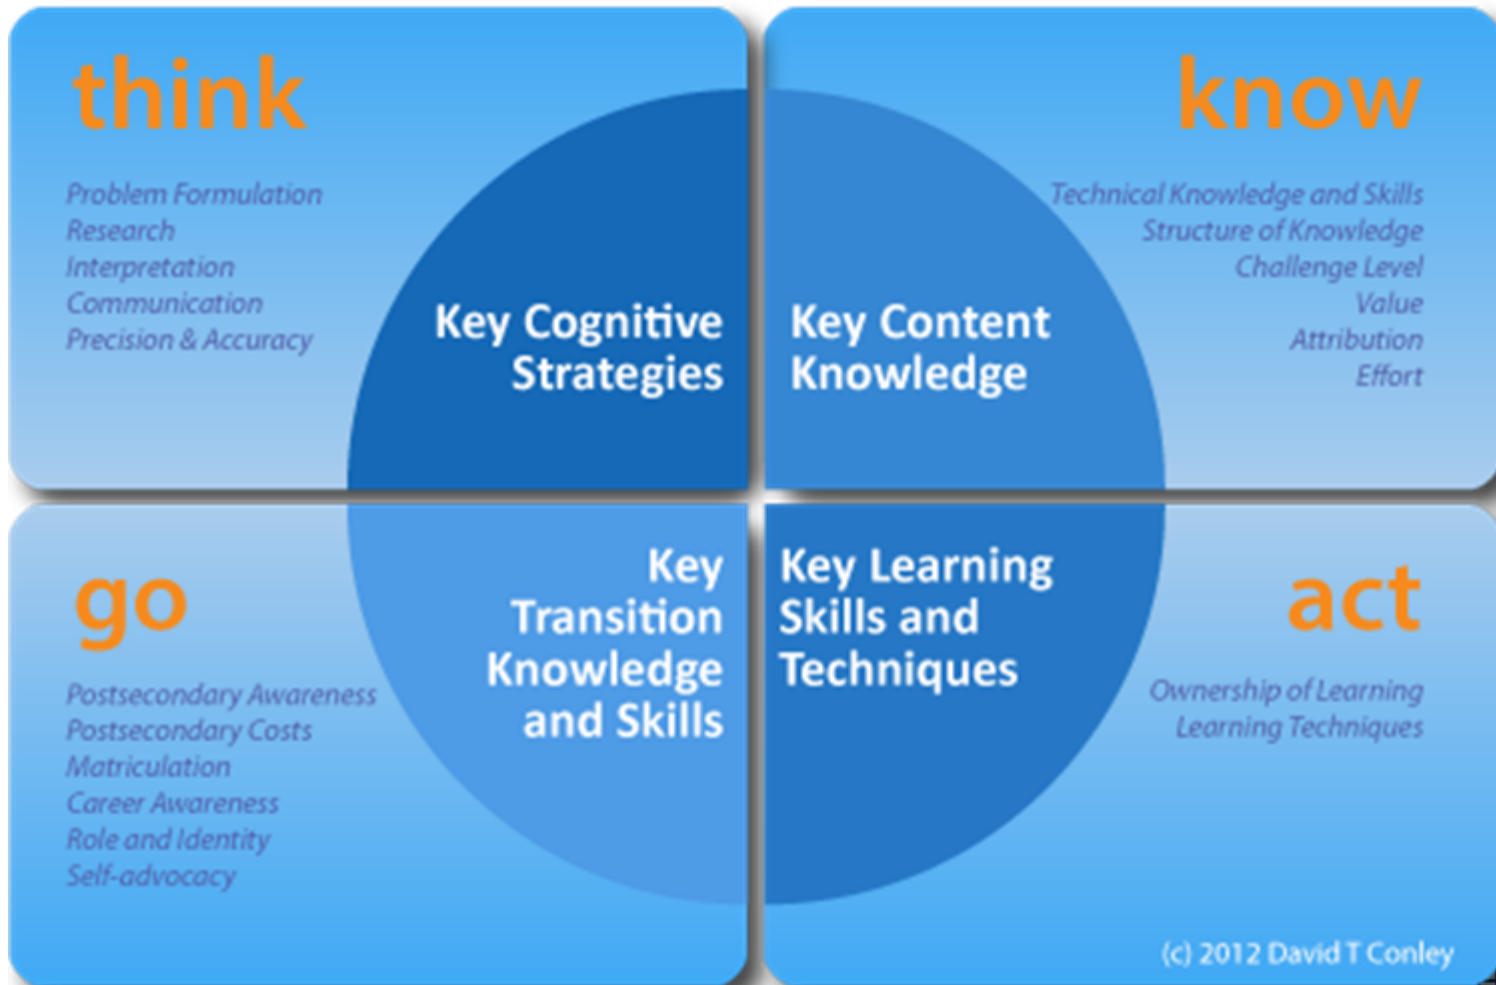 think
Problem Formulation
Research
Interpretation
Communication
Precision & Accuracy
Key Cognitive
Strategies
know
Technical Knowledge and Skills
Structure of Knowledge
Challenge Level
Value
Attribution
Effort
Key Content
Knowledge
go
Postsecondary Awareness
Postsecondary Costs
Matriculation
Career Awareness
Role and Identity
Self-advocacy
Key
Transition
Knowledge
and Skills
act
Ownership of Learning
Learning Techniques
Key Learning
Skills and
Techniques
(c) 2012 David T Conley